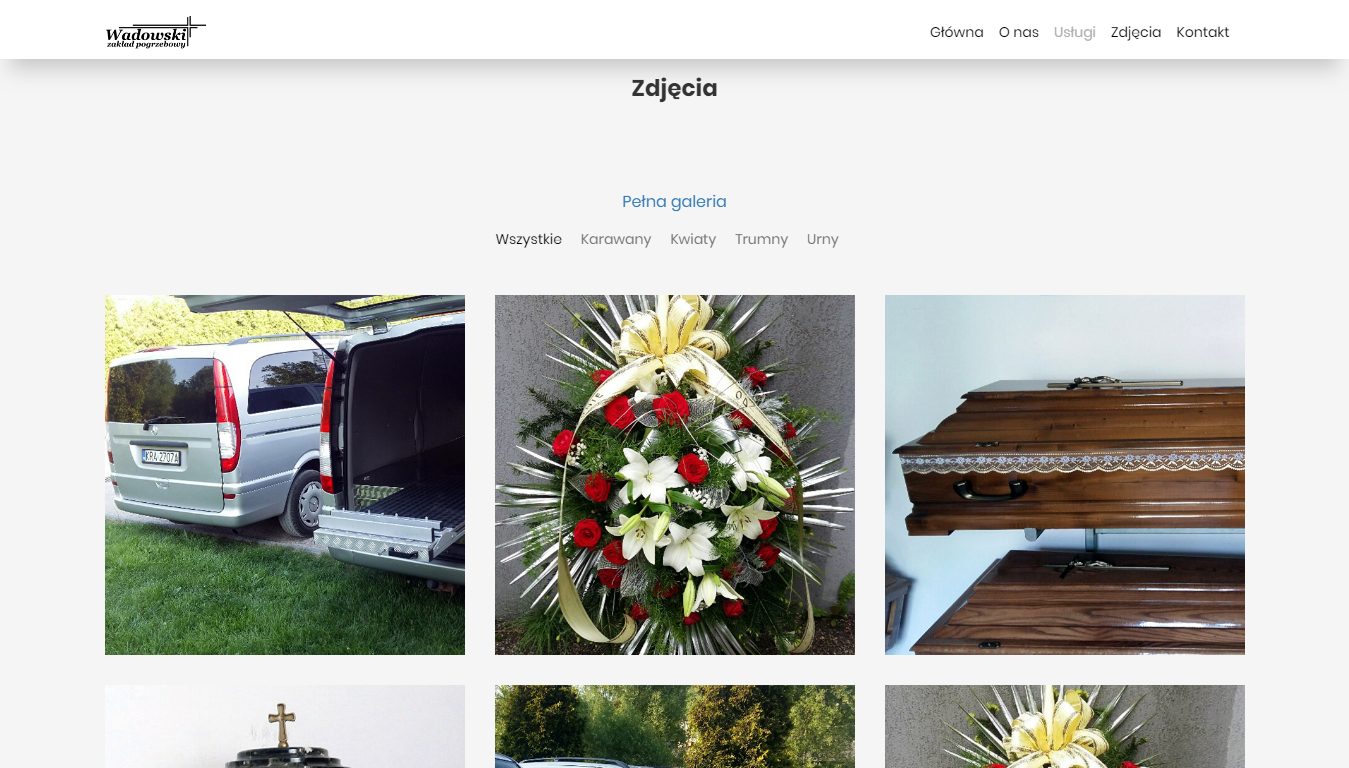 Wadowski
zakład pogrzebowy
Główna O nas Usługi Zdjęcia Kontakt
Zdjęcia
Pełna galeria
Wszystkie Karawany Kwiaty Trumny Urny
KRA 2707A